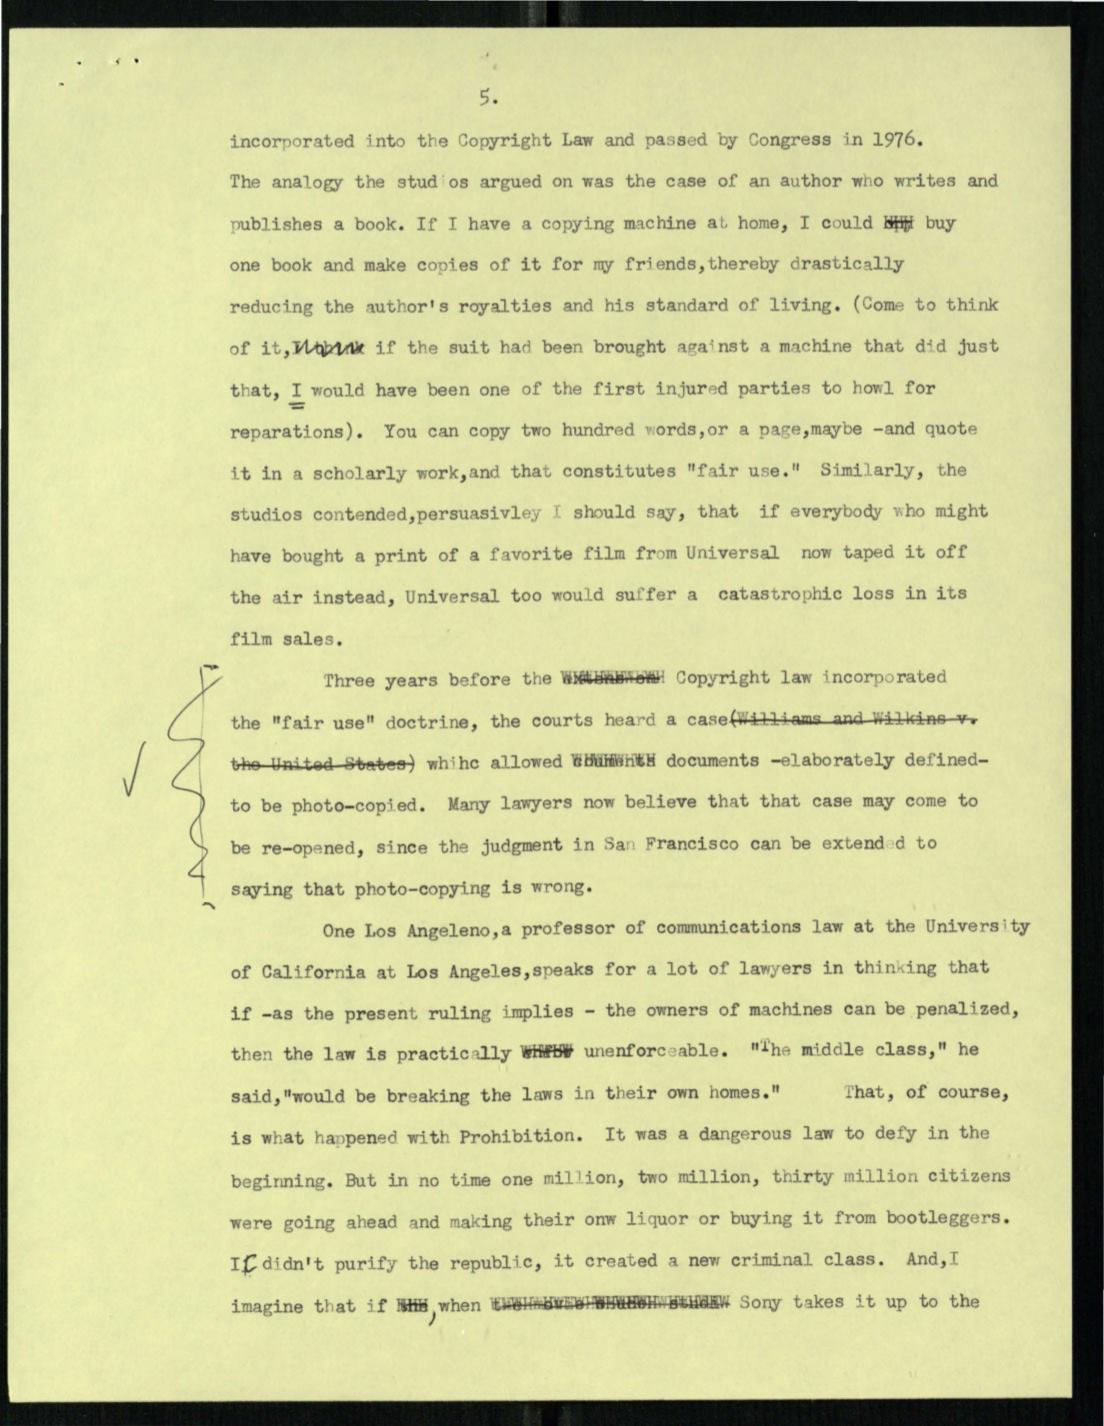 5.
incorporated into the Copyright Law and passed by Congress in 1976.
The analogy the stud os argued on was the case of an author who writes and
publishes a book. If I have a copying machine at home, I could buy
one book and make copies of it for my friends,thereby drastically
reducing the author's royalties and his standard of living. (Come to think
of it, if the suit had been brought against a machine that did just
that, I would have been one of the first injured parties to howl for
reparations). You can copy two hundred words,or a page,maybe -and quote
it in a scholarly work,and that constitutes "fair use." Similarly, the
studios contended,persuasivley I should say, that if everybody who might
have bought a print of a favorite film from Universal now taped it off
the air instead, Universal too would suffer a catastrophic loss in its
film sales.
Three years before the Copyright law incorporated
the "fair use" doctrine, the courts heard a case(Williams and Wilkins v.
the United States) whihc allowed documents -elaborately defined-
to be photo-copied. Many lawyers now believe that that case may come to
be re-opened, since the judgment in San Francisco can be extended to
saying that photo-copying is wrong.
One Los Angeleno,a professor of communications law at the University
of California at Los Angeles,speaks for a lot of lawyers in thinking that
if -as the present ruling implies - the owners of machines can be penalized,
then the law is practically unenforceable. "The middle class," he
said,"would be breaking the laws in their own homes." That, of course,
is what happened with Prohibition. It was a dangerous law to defy in the
beginning. But in no time one million, two million, thirty million citizens
were going ahead and making their onw liquor or buying it from bootleggers.
It didn't purify the republic, it created a new criminal class. And,I
imagine that if , when Sony takes it up to the